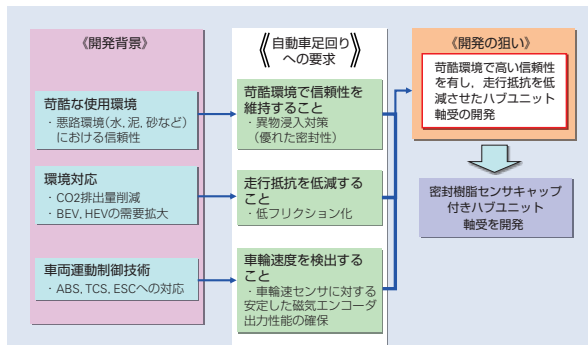 《開発背景》
苛酷な使用環境
・悪路環境(水, 泥, 砂など)
における信頼性
環境対応
・CO2排出量削減
・BEV, HEVの需要拡大
車両運動制御技術
・ABS, TCS, ESCへの対応
《自動車足回り
への要求》
苛酷環境で信頼性を
維持すること
・異物浸入対策
(優れた密封性)
走行抵抗を低減する
こと
・低フリクション化
車輪速度を検出する
こと
・車輪速センサに対する
安定した磁気エンコーダ
出力性能の確保
《開発の狙い》
苛酷環境で高い信頼性
を有し, 走行抵抗を低
減させたハブユニット
軸受の開発
密封樹脂センサキャップ
付きハブユニット
軸受を開発